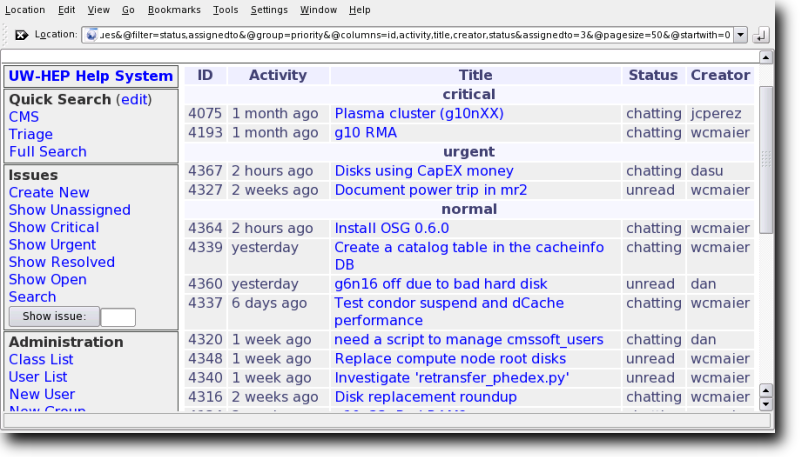 Location Edit View Go Bookmarks Tools Settings Window Help
Location: ues&@filter=status,assignedto&@group=priority&@columns=id,activity,title,creator,status&assignedto=3&@pagesize=50&@startwith=0
UW-HEP Help System
Quick Search (edit)
CMS
Triage
Full Search
Issues
Create New
Show Unassigned
Show Critical
Show Urgent
Show Resolved
Show Open
Search
Show issue:
Administration
Class List
User List
New User
New Group
ID Activity Title Status Creator
critical
4075 1 month ago Plasma cluster (g10nXX) chatting jcperez
4193 1 month ago g10 RMA chatting wcmaier
urgent
4367 2 hours ago Disks using CapEX money chatting dasu
4327 2 weeks ago Document power trip in mr2 unread wcmaier
normal
4364 2 hours ago Install OSG 0.6.0 chatting wcmaier
4339 yesterday Create a catalog table in the cacheinfo chatting wcmaier
DB
4360 yesterday g6n16 off due to bad hard disk unread dan
4337 6 days ago Test condor suspend and dCache chatting wcmaier
performance
4320 1 week ago need a script to manage cmssoft_users chatting dan
4348 1 week ago Replace compute node root disks unread wcmaier
4340 1 week ago Investigate 'retransfer_phedex.py' unread wcmaier
4316 2 weeks ago Disk replacement roundup chatting wcmaier